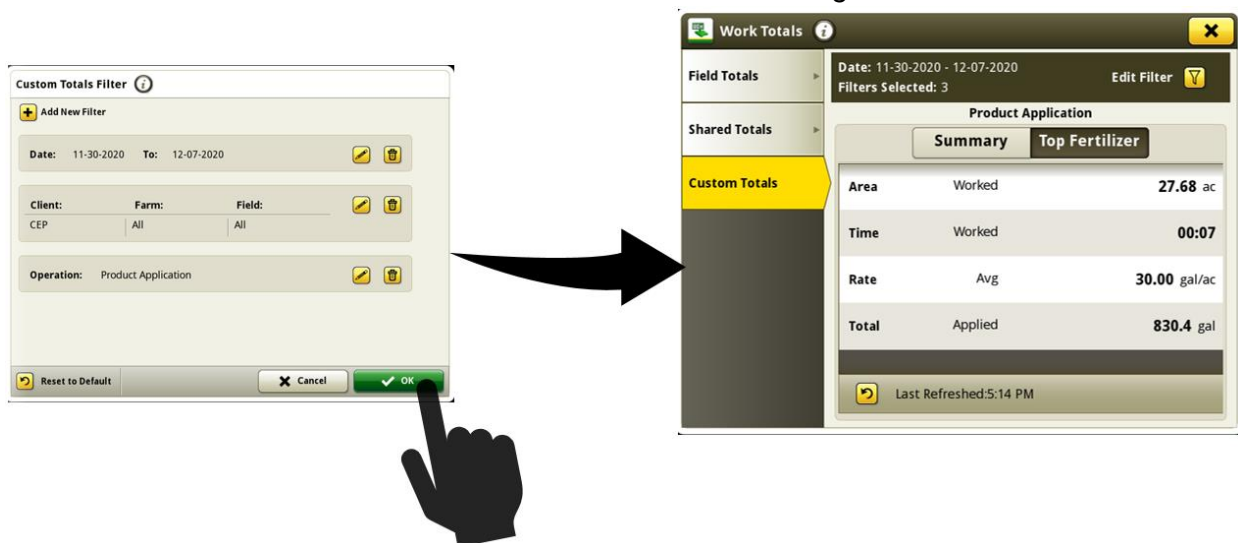 Custom Totals Filter
Add New Filter
Date: 11-30-2020 To: 12-07-2020
Client: Farm: Field:
CEP All All
Operation: Product Application
Reset to Default Cancel OK
Work Totals
Field Totals
Shared Totals
Custom Totals
Date: 11-30-2020 - 12-07-2020
Filters Selected: 3
Edit Filter
Product Application
Summary Top Fertilizer
Area Worked 27.68 ac
Time Worked 00:07
Rate Avg 30.00 gal/ac
Total Applied 830.4 gal
Last Refreshed:5:14 PM